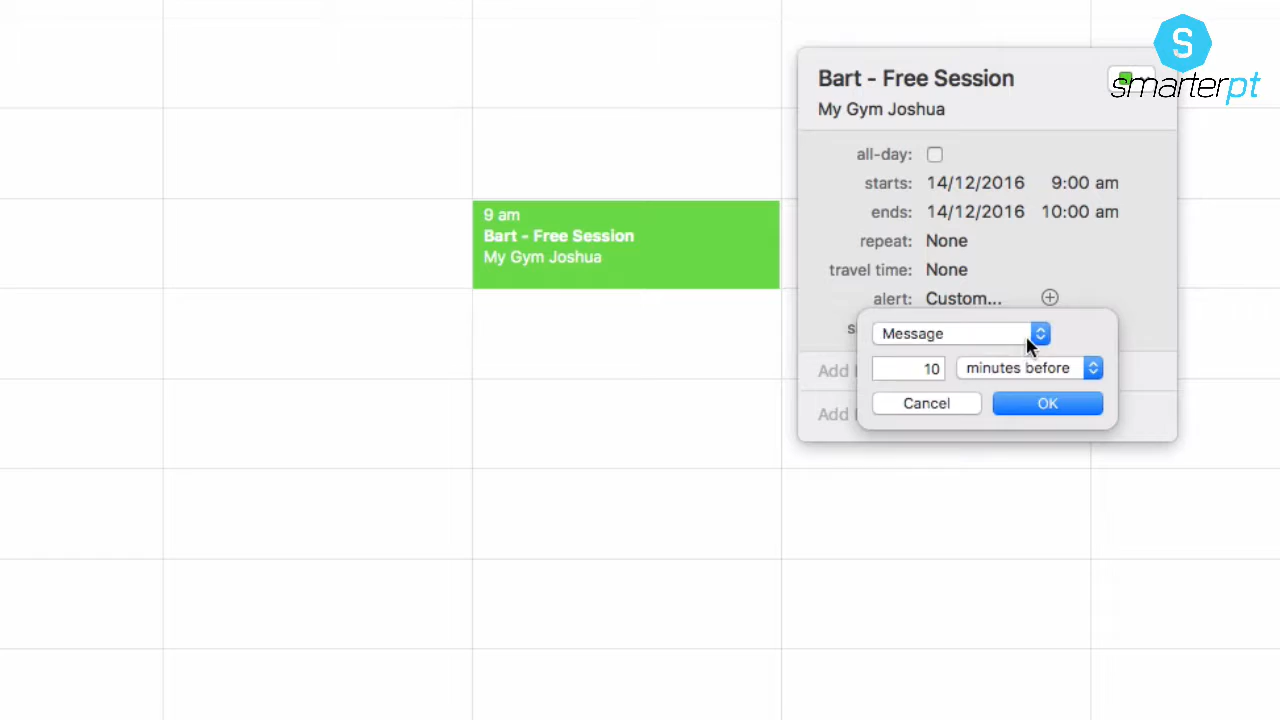 S
smarterpt
Bart - Free Session
My Gym Joshua
all-day:
starts: 14/12/2016 9:00 am
ends: 14/12/2016 10:00 am
repeat: None
travel time: None
alert: Custom...
Message
10 minutes before
Cancel OK
Add
Add
9 am
Bart - Free Session
My Gym Joshua